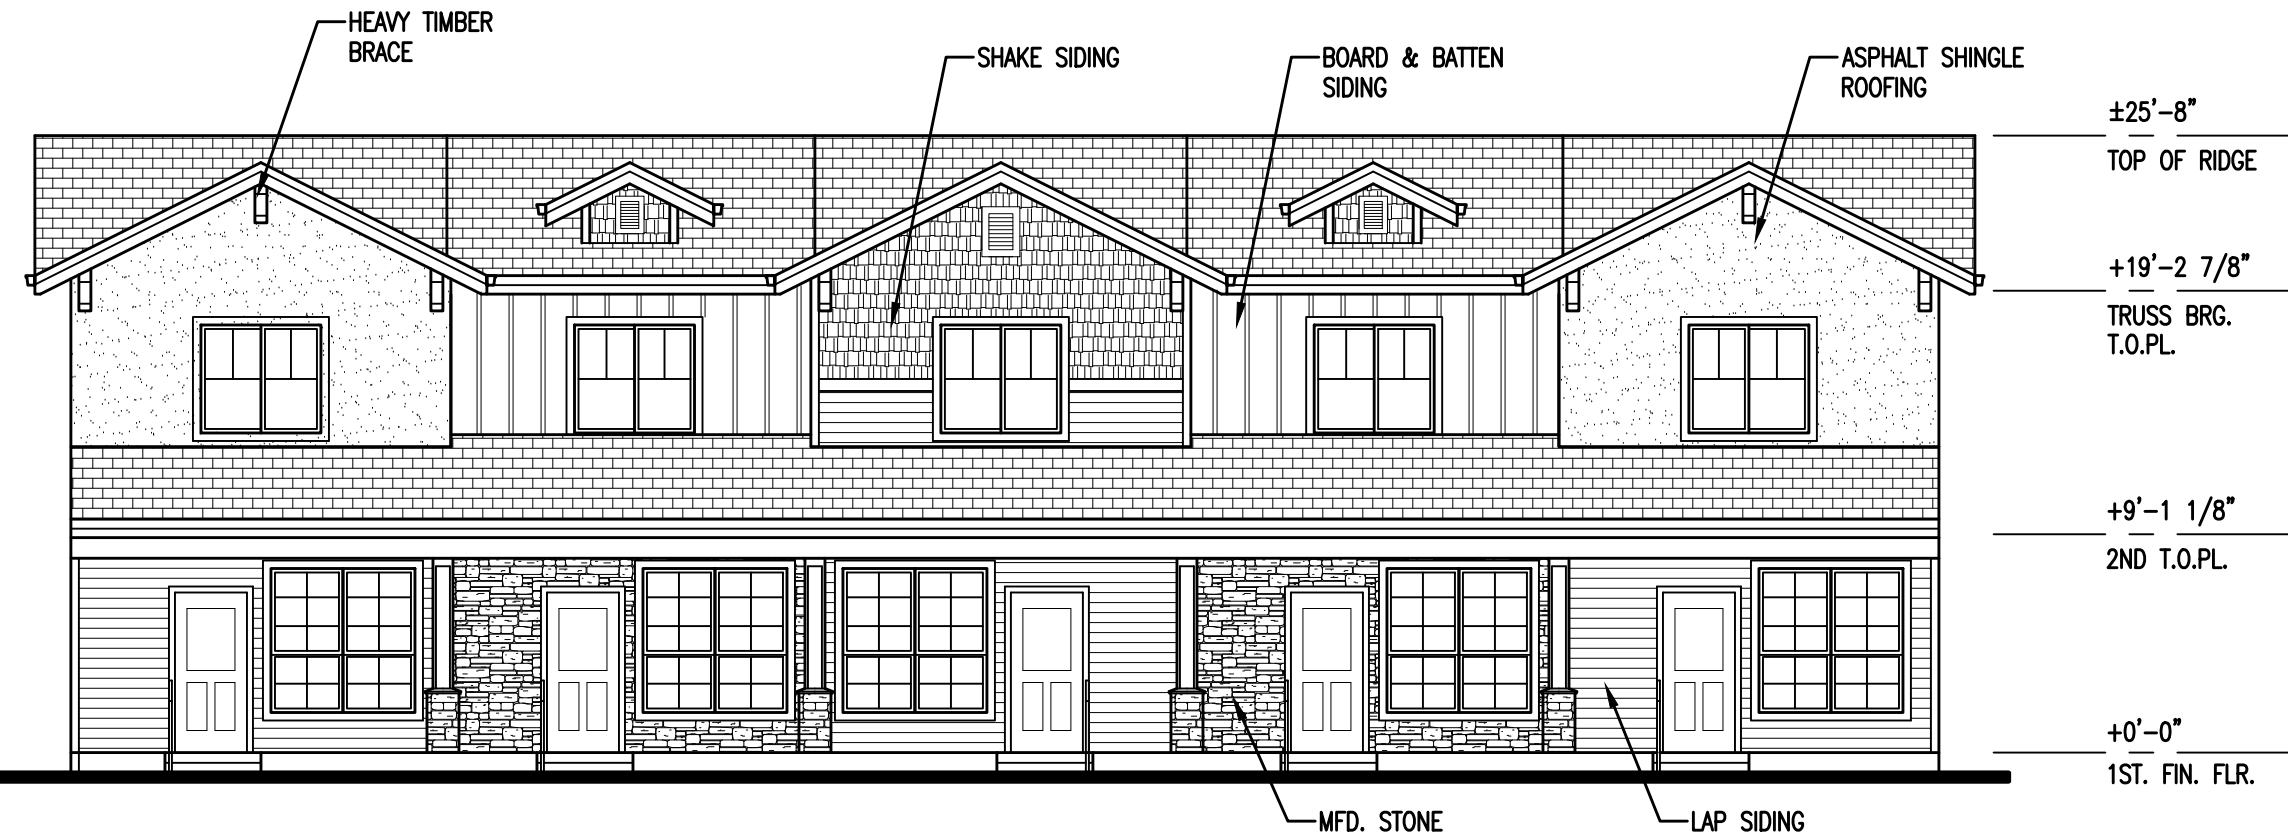 HEAVY TIMBER
BRACE
SHAKE SIDING
BOARD & BATTEN
SIDING
ASPHALT SHINGLE
ROOFING
±25'-8"
TOP OF RIDGE
+19'-2 7/8"
TRUSS BRG.
T.O.PL.
+9'-1 1/8"
2ND T.O.PL.
+0'-0"
1ST. FIN. FLR.
MFD. STONE
LAP SIDING